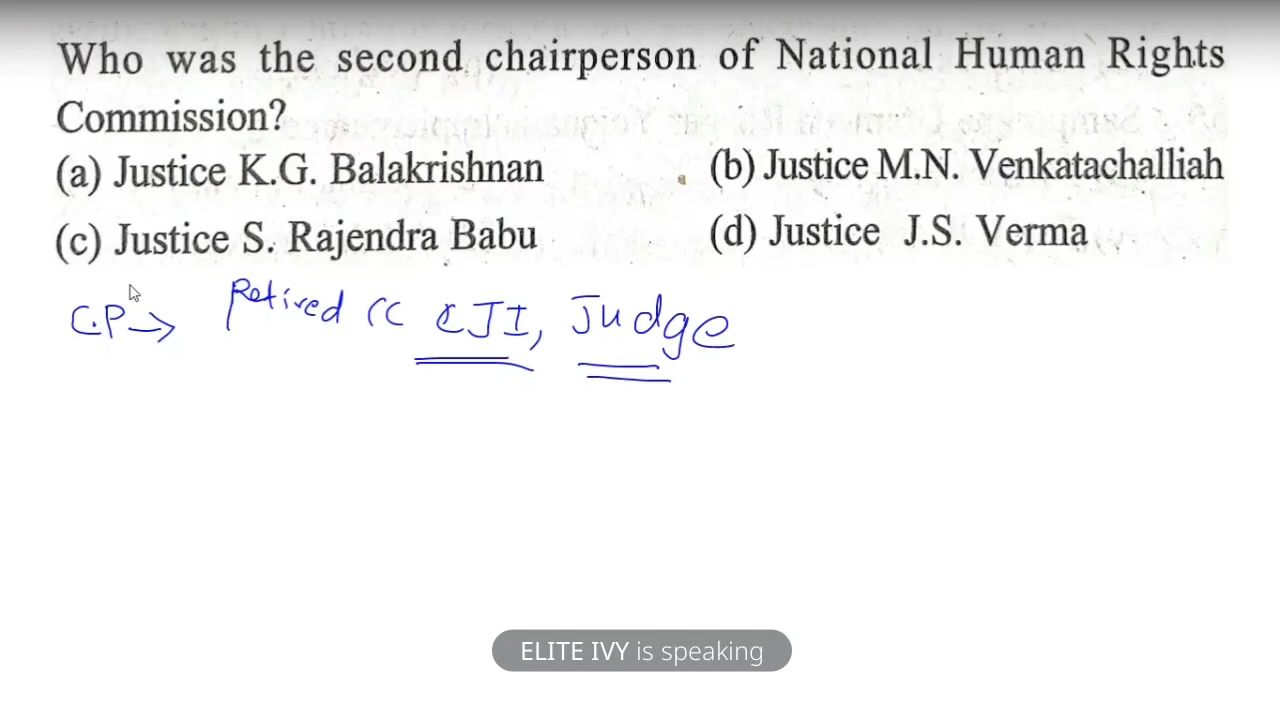 Who was the second chairperson of National Human Rights
Commission?
(a) Justice K.G. Balakrishnan (b) Justice M.N. Venkatachalliah
(c) Justice S. Rajendra Babu (d) Justice J.S. Verma
C.P → Retired CJI, Judge
ELITE IVY is speaking